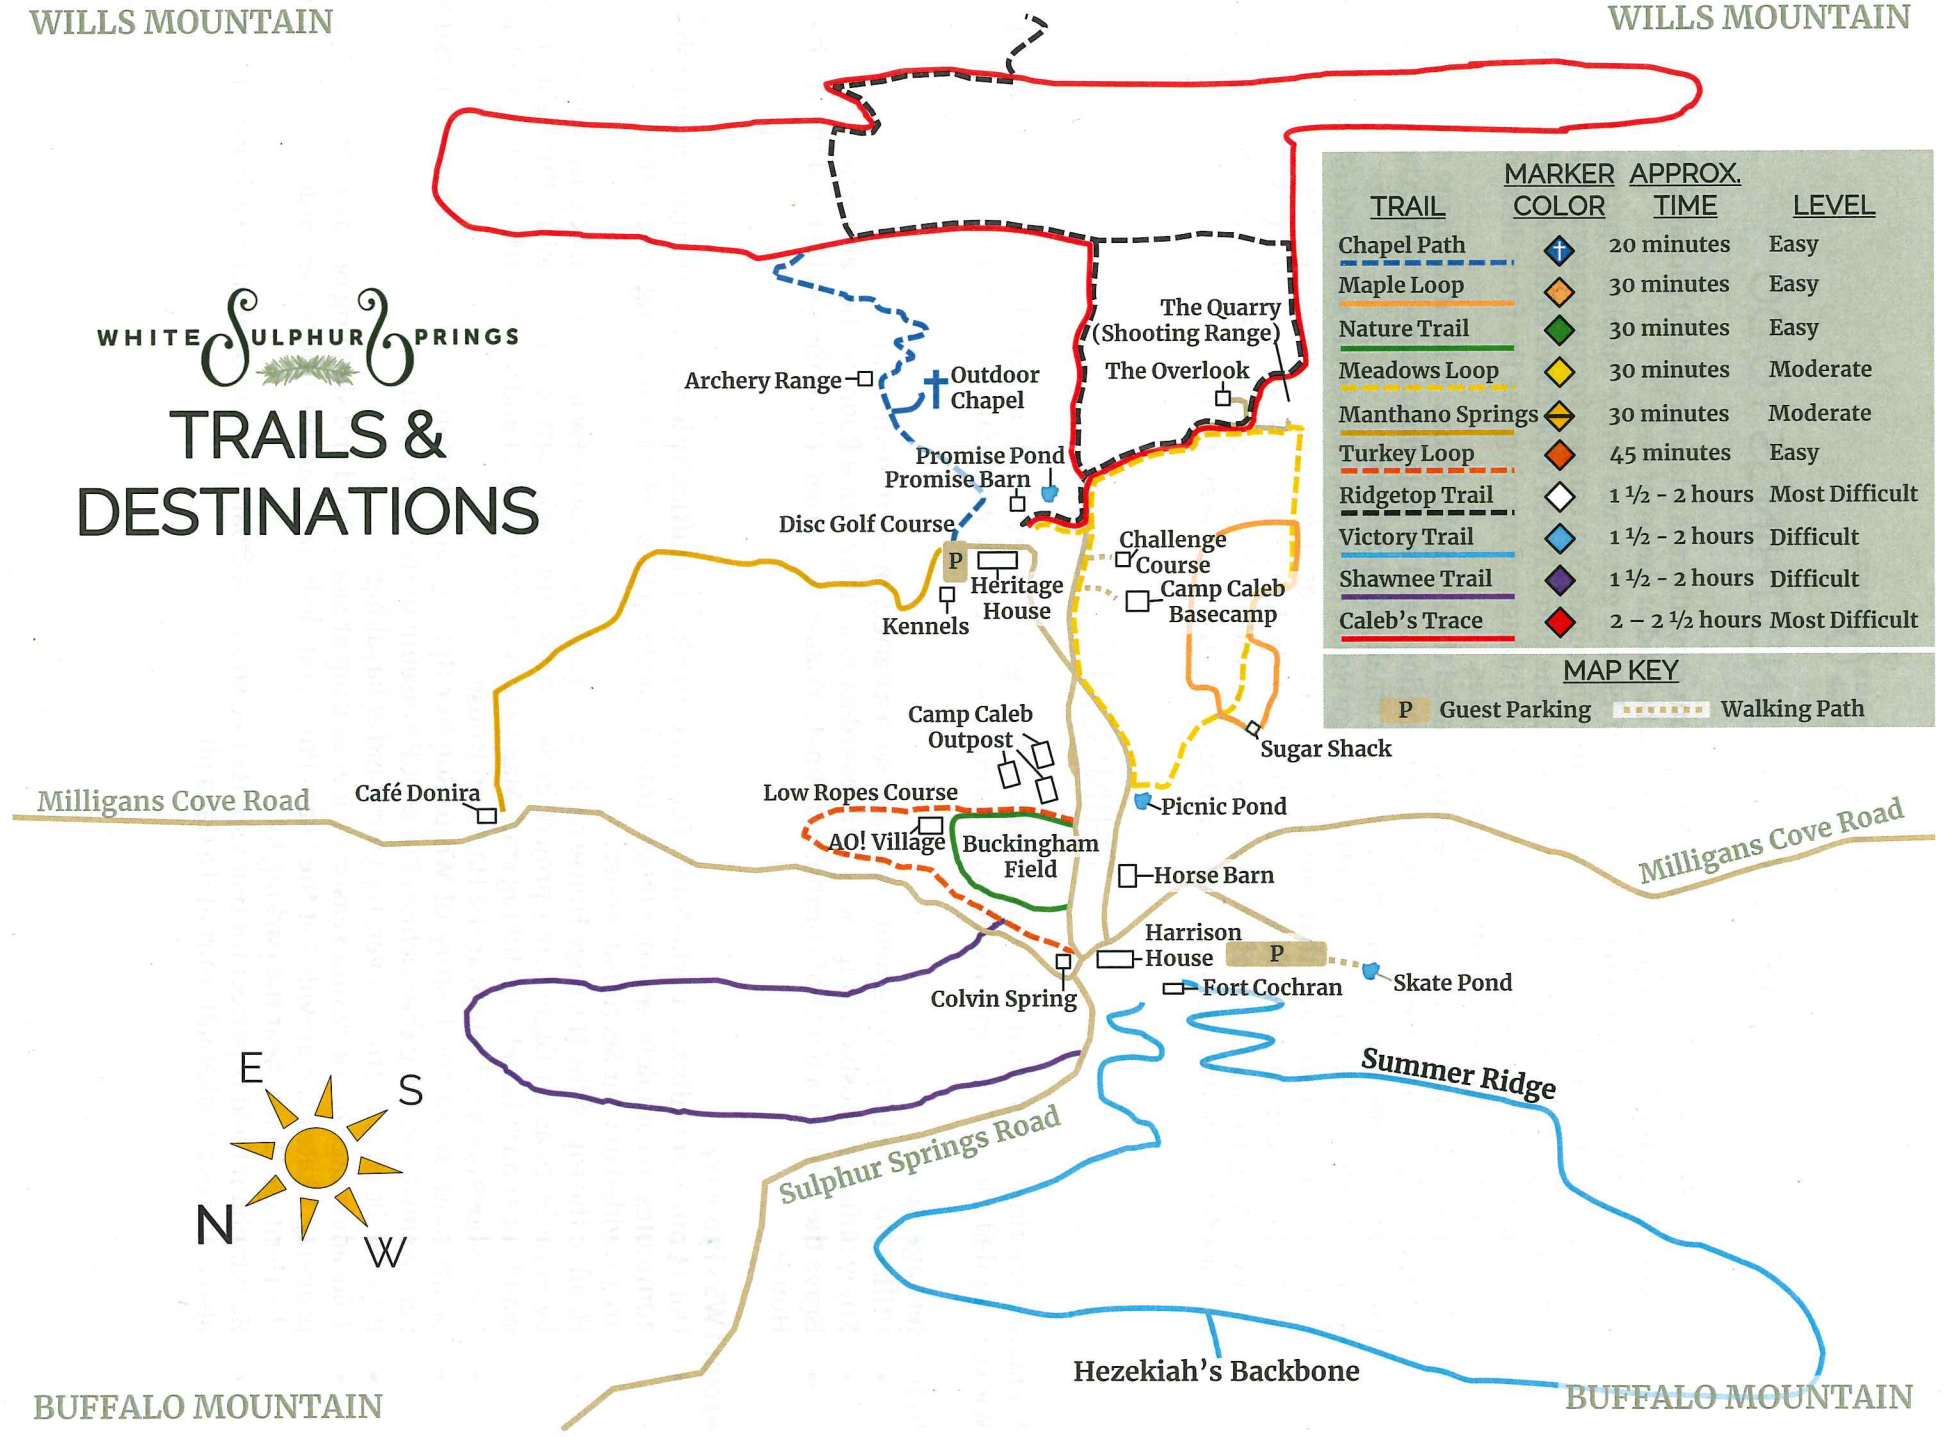 WILLS MOUNTAIN
WILLS MOUNTAIN
WHITE SULPHUR SPRINGS
TRAILS &
DESTINATIONS
TRAIL
MARKER
COLOR
APPROX.
TIME
LEVEL
Chapel Path 20 minutes Easy
Maple Loop 30 minutes Easy
Nature Trail 30 minutes Easy
Meadows Loop 30 minutes Moderate
Manthano Springs 30 minutes Moderate
Turkey Loop 45 minutes Easy
Ridgetop Trail 1 ½ - 2 hours Most Difficult
Victory Trail 1 ½ - 2 hours Difficult
Shawnee Trail 1 ½ - 2 hours Difficult
Caleb's Trace 2 – 2 ½ hours Most Difficult
MAP KEY
P Guest Parking Walking Path
The Quarry
(Shooting Range)
The Overlook
Archery Range
Outdoor
Chapel
Promise Pond
Promise Barn
Disc Golf Course
P
Heritage
House
Kennels
Challenge
Course
Camp Caleb
Basecamp
Camp Caleb
Outpost
Sugar Shack
Milligans Cove Road
Café Donira
Low Ropes Course
AO! Village
Buckingham
Field
Picnic Pond
Horse Barn
Milligans Cove Road
Harrison
House
P
Skate Pond
Colvin Spring
Fort Cochran
Summer Ridge
E
S
N
W
Sulphur Springs Road
Hezekiah's Backbone
BUFFALO MOUNTAIN
BUFFALO MOUNTAIN